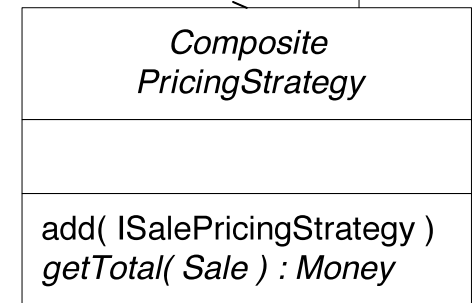 Composite
PricingStrategy
add( ISalePricingStrategy )
getTotal( Sale ) : Money